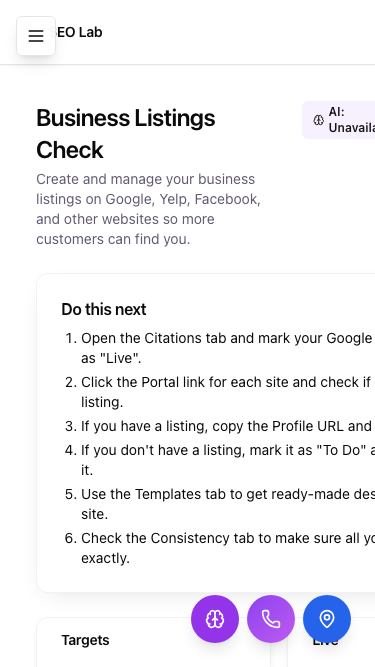 SEO Lab
Business Listings
Check
AI:
Create and manage your business
listings on Google, Yelp, Facebook,
and other websites so more
customers can find you.
Do this next
1. Open the Citations tab and mark your Google
as "Live".
2. Click the Portal link for each site and check if
listing.
3. If you have a listing, copy the Profile URL and
4. If you don't have a listing, mark it as "To Do"
it.
5. Use the Templates tab to get ready-made
site.
6. Check the Consistency tab to make sure all
exactly.
Targets
Live